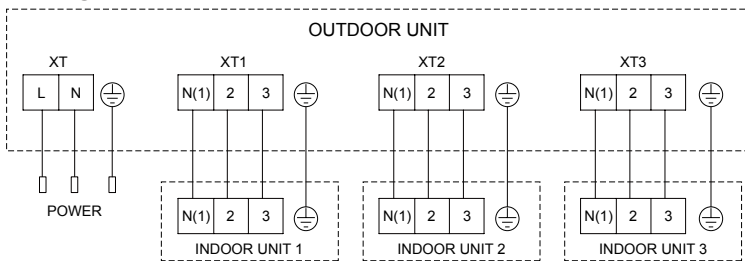 OUTDOOR UNIT
XT XT1 XT2 XT3
L N N(1) 2 3 N(1) 2 3 N(1) 2 3
POWER
N(1) 2 3 N(1) 2 3 N(1) 2 3
INDOOR UNIT 1 INDOOR UNIT 2 INDOOR UNIT 3